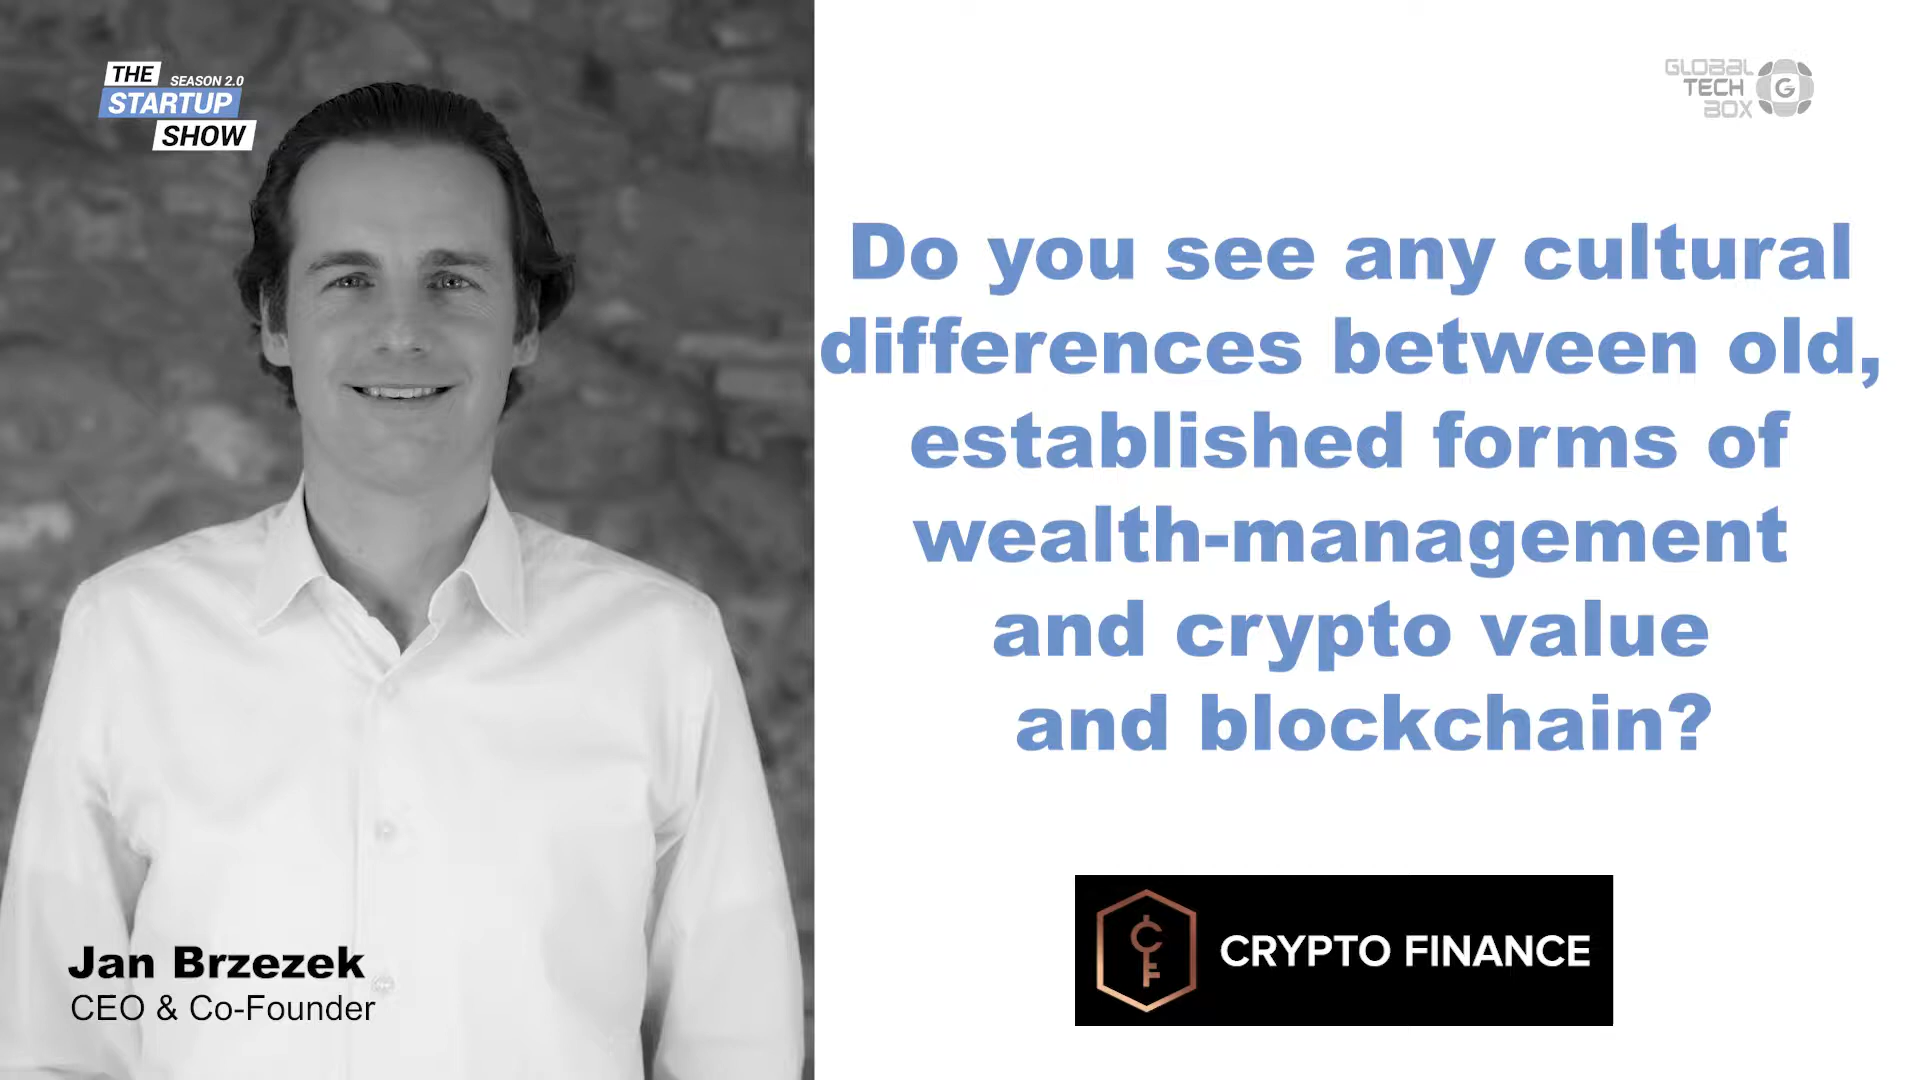 THE
SEASON 2.0
STARTUP
SHOW
GLOBAL
TECH
BOX
G
Do you see any cultural
differences between old,
established forms of
wealth-management
and crypto value
and blockchain?
Jan Brzezek
CEO & Co-Founder
CRYPTO FINANCE